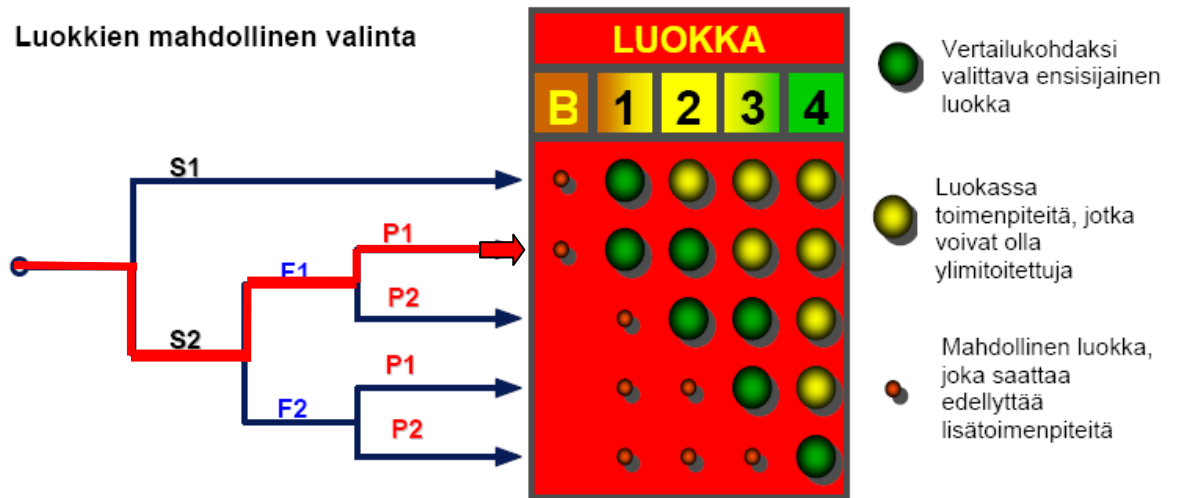 Luokkien mahdollinen valinta
LUOKKA
B 1 2 3 4
S1
P1
F1
P2
S2
P1
F2
P2
Vertailukohdaksi
valittava ensisijainen
luokka
Luokassa
toimenpiteitä, jotka
voivat olla
ylimitoitettuja
Mahdollinen luokka,
joka saattaa
edellyttää
lisätoimenpiteitä